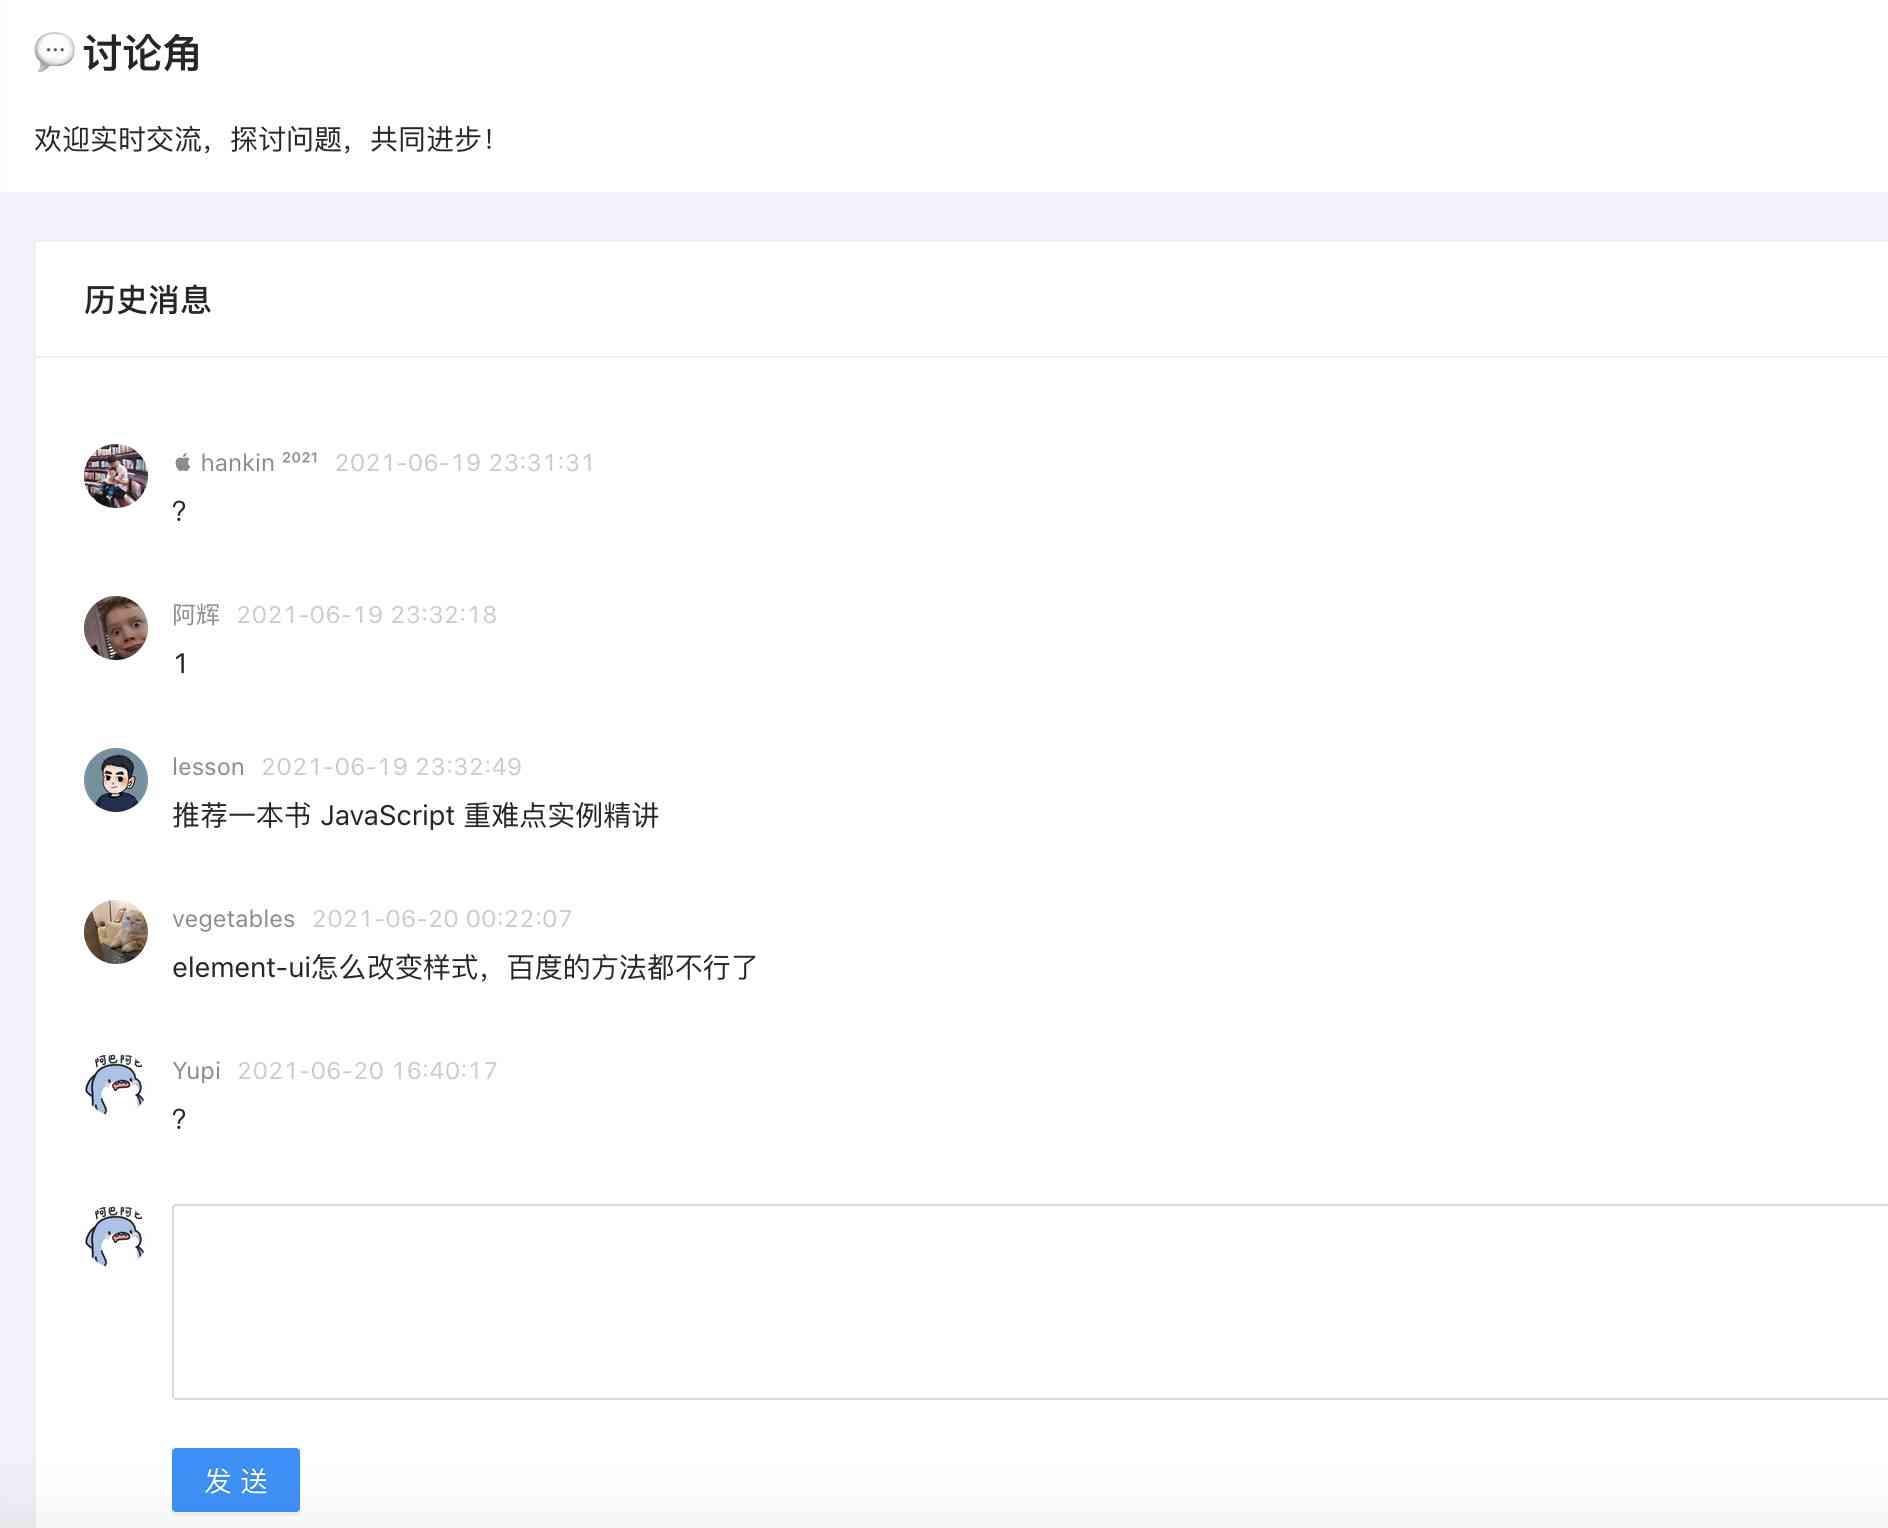 讨论角
欢迎实时交流，探讨问题，共同进步！
历史消息
hankin ²⁰²¹ 2021-06-19 23:31:31
?
阿辉 2021-06-19 23:32:18
1
lesson 2021-06-19 23:32:49
推荐一本书 JavaScript 重难点实例精讲
vegetables 2021-06-20 00:22:07
element-ui怎么改变样式，百度的方法都不行了
阿巴阿巴
Yupi 2021-06-20 16:40:17
?
阿巴阿巴
发 送